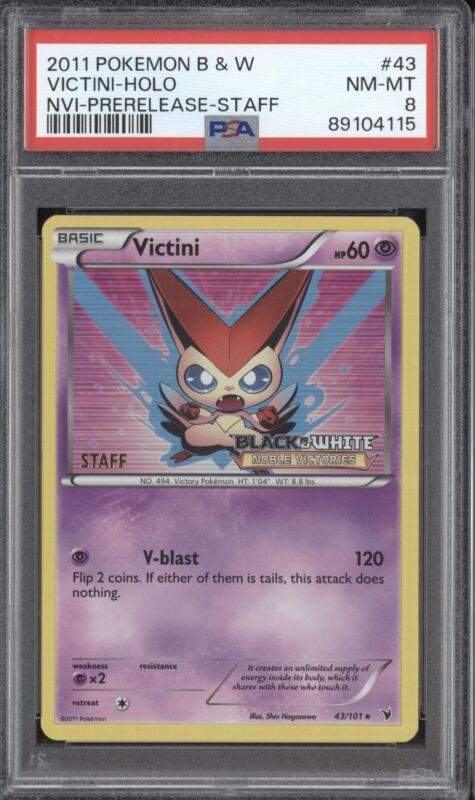 2011 POKEMON B & W #43
VICTINI-HOLO NM-MT
NVI-PRERELEASE-STAFF 8
PSA 89104115
BASIC Victini HP60
STAFF
BLACK & WHITE
NOBLE VICTORIES
NO. 494 Victory Pokémon HT: 1'04" WT: 8.8 lbs.
V-blast 120
Flip 2 coins. If either of them is tails, this attack does
nothing.
weakness resistance
×2
It creates an unlimited supply of
energy inside its body, which it
shares with those who touch it.
retreat
©2011 Pokémon Illus. Shin Nagasawa 43/101 ★